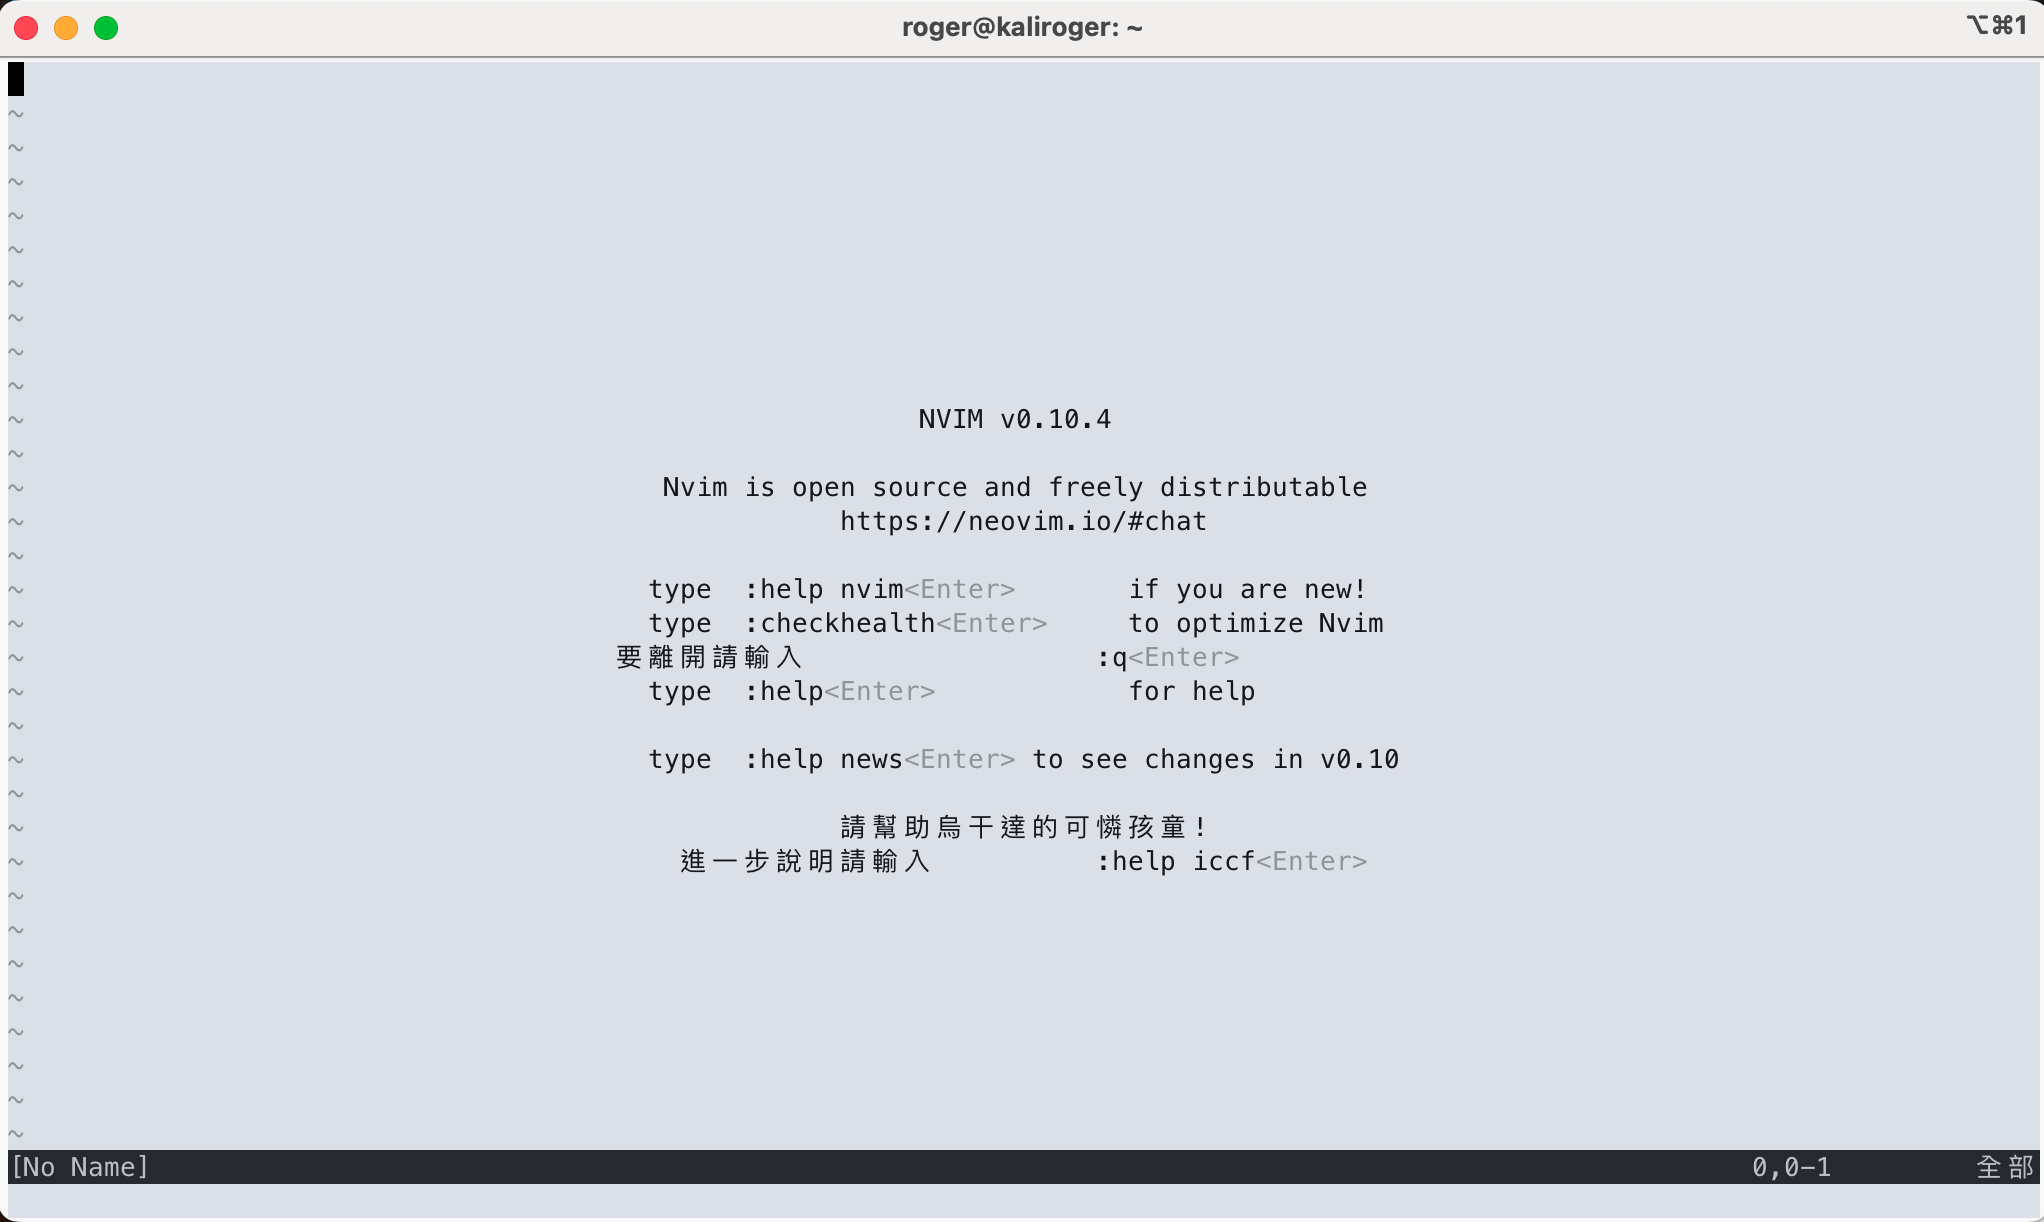 roger@kaliroger: ~
⌥⌘1
~
~
~
~
~
~
~
~
~
~ NVIM v0.10.4
~
~ Nvim is open source and freely distributable
~ https://neovim.io/#chat
~
~ type  :help nvim<Enter>       if you are new!
~ type  :checkhealth<Enter>     to optimize Nvim
~ 要離開請輸入                  :q<Enter>
~ type  :help<Enter>            for help
~
~ type  :help news<Enter> to see changes in v0.10
~
~ 請幫助烏干達的可憐孩童!
~ 進一步說明請輸入          :help iccf<Enter>
~
~
~
~
~
~
~
~
[No Name]                    0,0-1         全部